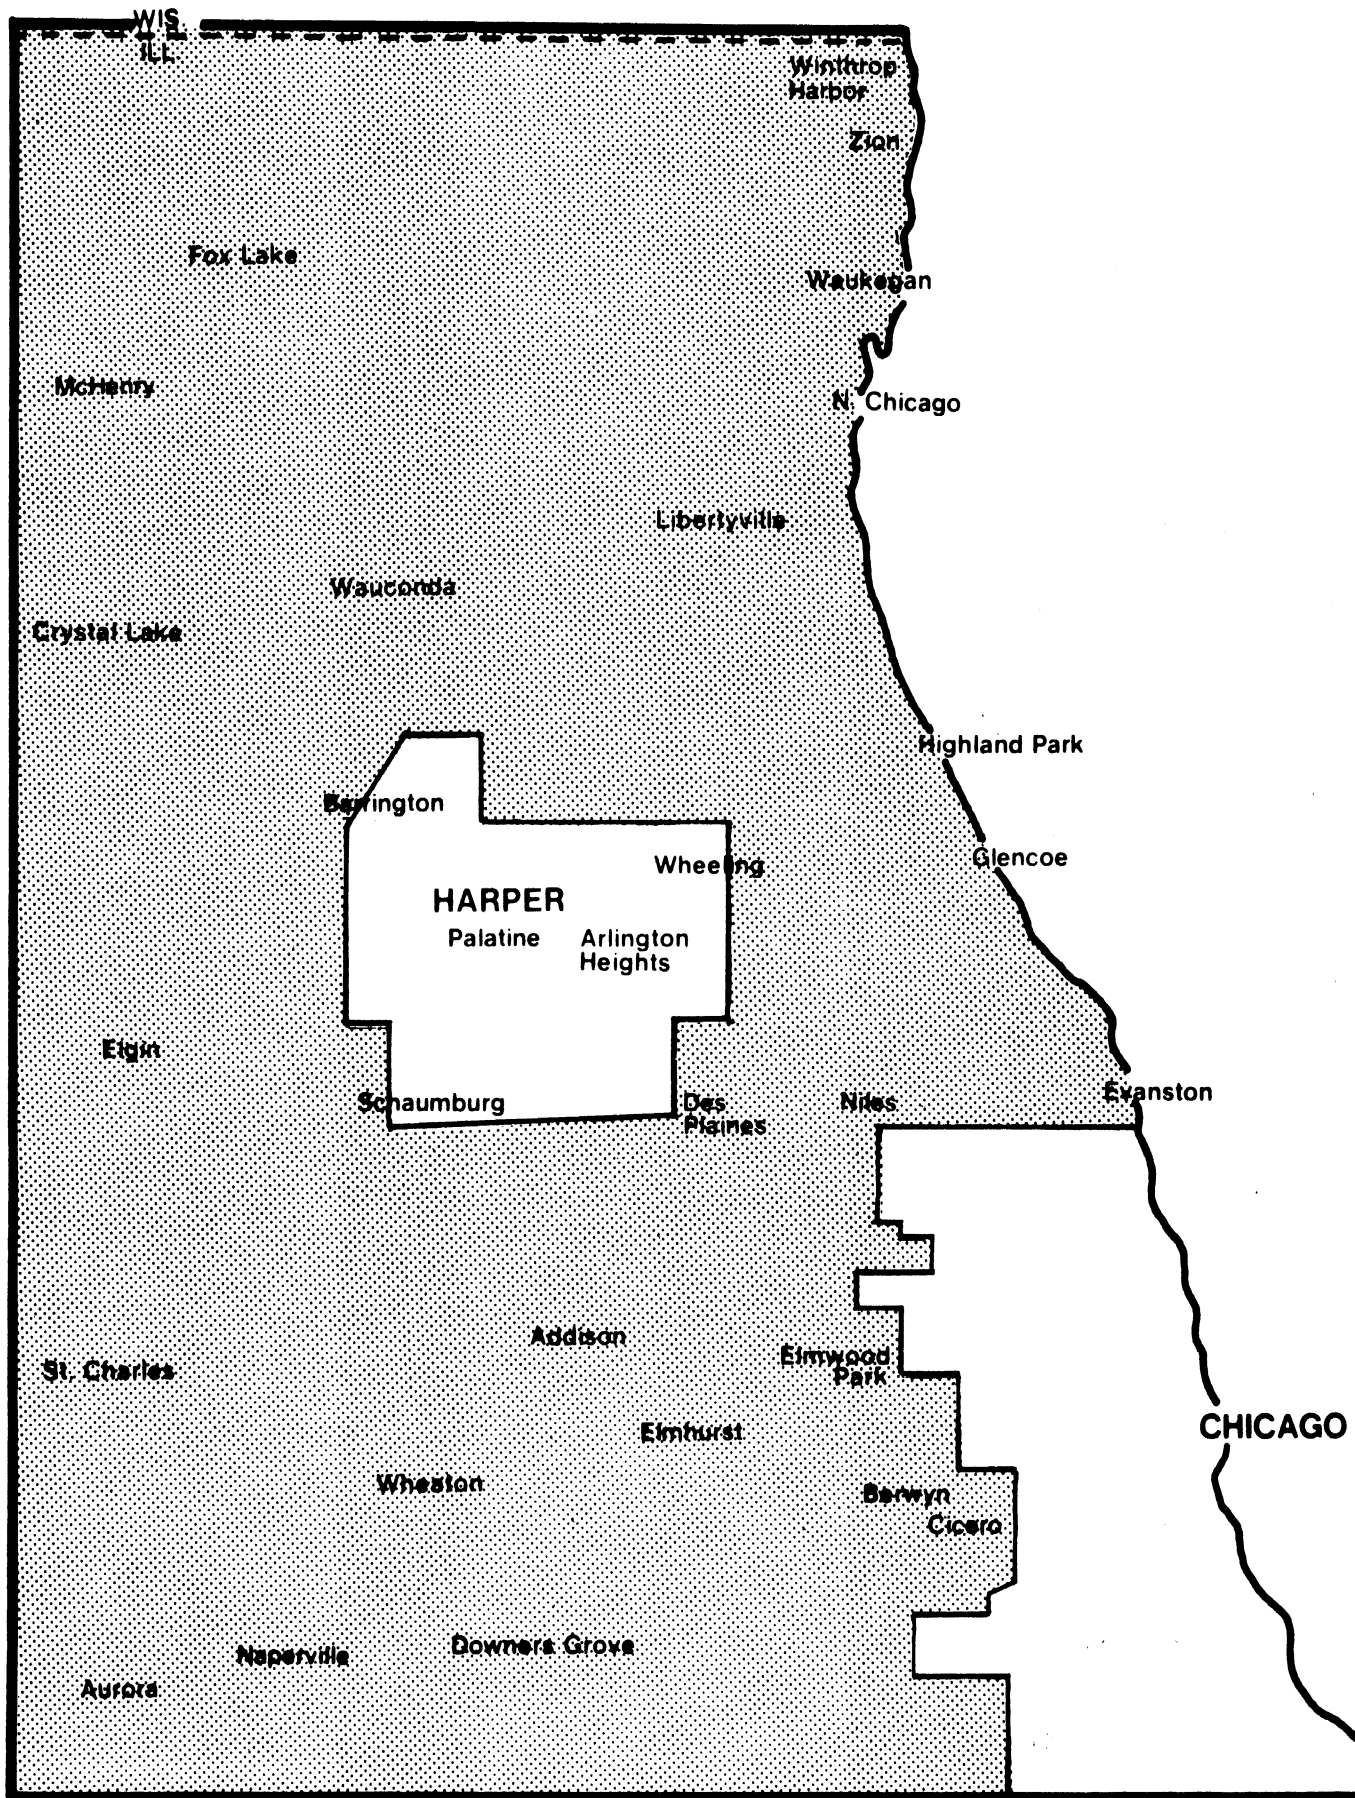 WIS.
ILL
Winthrop
Harbor
Zion
Fox Lake
Waukegan
McHenry
N. Chicago
Libertyville
Wauconda
Crystal Lake
Highland Park
Barrington
Glencoe
Wheeling
HARPER
Palatine
Arlington
Heights
Elgin
Schaumburg
Des
Plaines
Niles
Evanston
Addison
Elmwood
Park
St. Charles
CHICAGO
Elmhurst
Wheaton
Berwyn
Cicero
Downers Grove
Naperville
Aurora